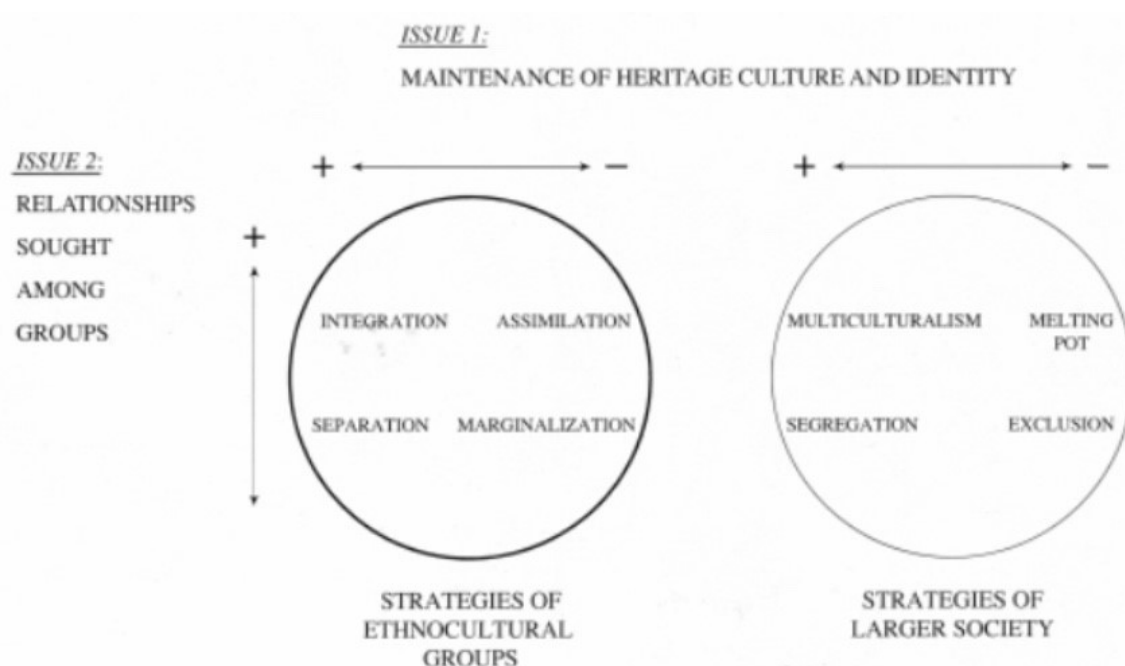 ISSUE 1:
MAINTENANCE OF HERITAGE CULTURE AND IDENTITY
ISSUE 2:
RELATIONSHIPS
SOUGHT
AMONG
GROUPS
+ −
+ −
+
INTEGRATION ASSIMILATION
SEPARATION MARGINALIZATION
STRATEGIES OF
ETHNOCULTURAL
GROUPS
MULTICULTURALISM MELTING
POT
SEGREGATION EXCLUSION
STRATEGIES OF
LARGER SOCIETY